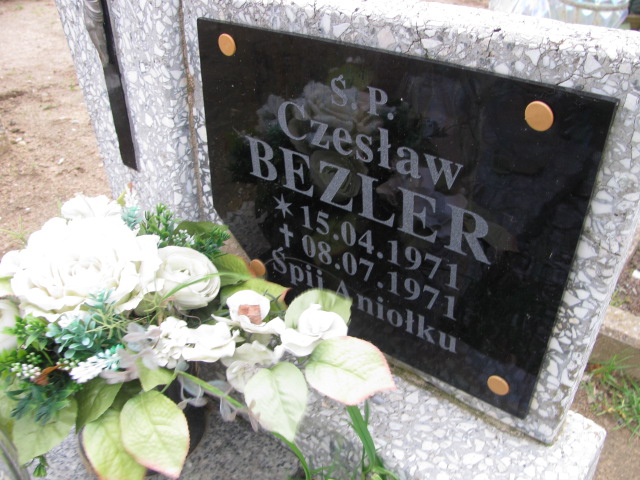 Ś. P.
Czesław
BEZLER
✶ 15.04.1971
✝ 08.07.1971
Śpij Aniołku